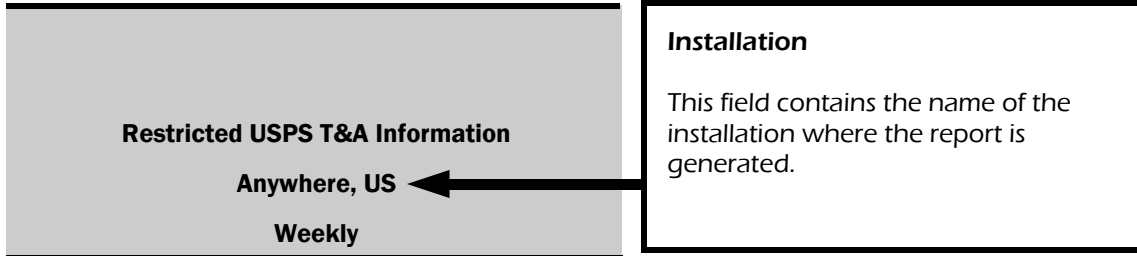 Restricted USPS T&A Information
Anywhere, US
Weekly
Installation
This field contains the name of the
installation where the report is
generated.